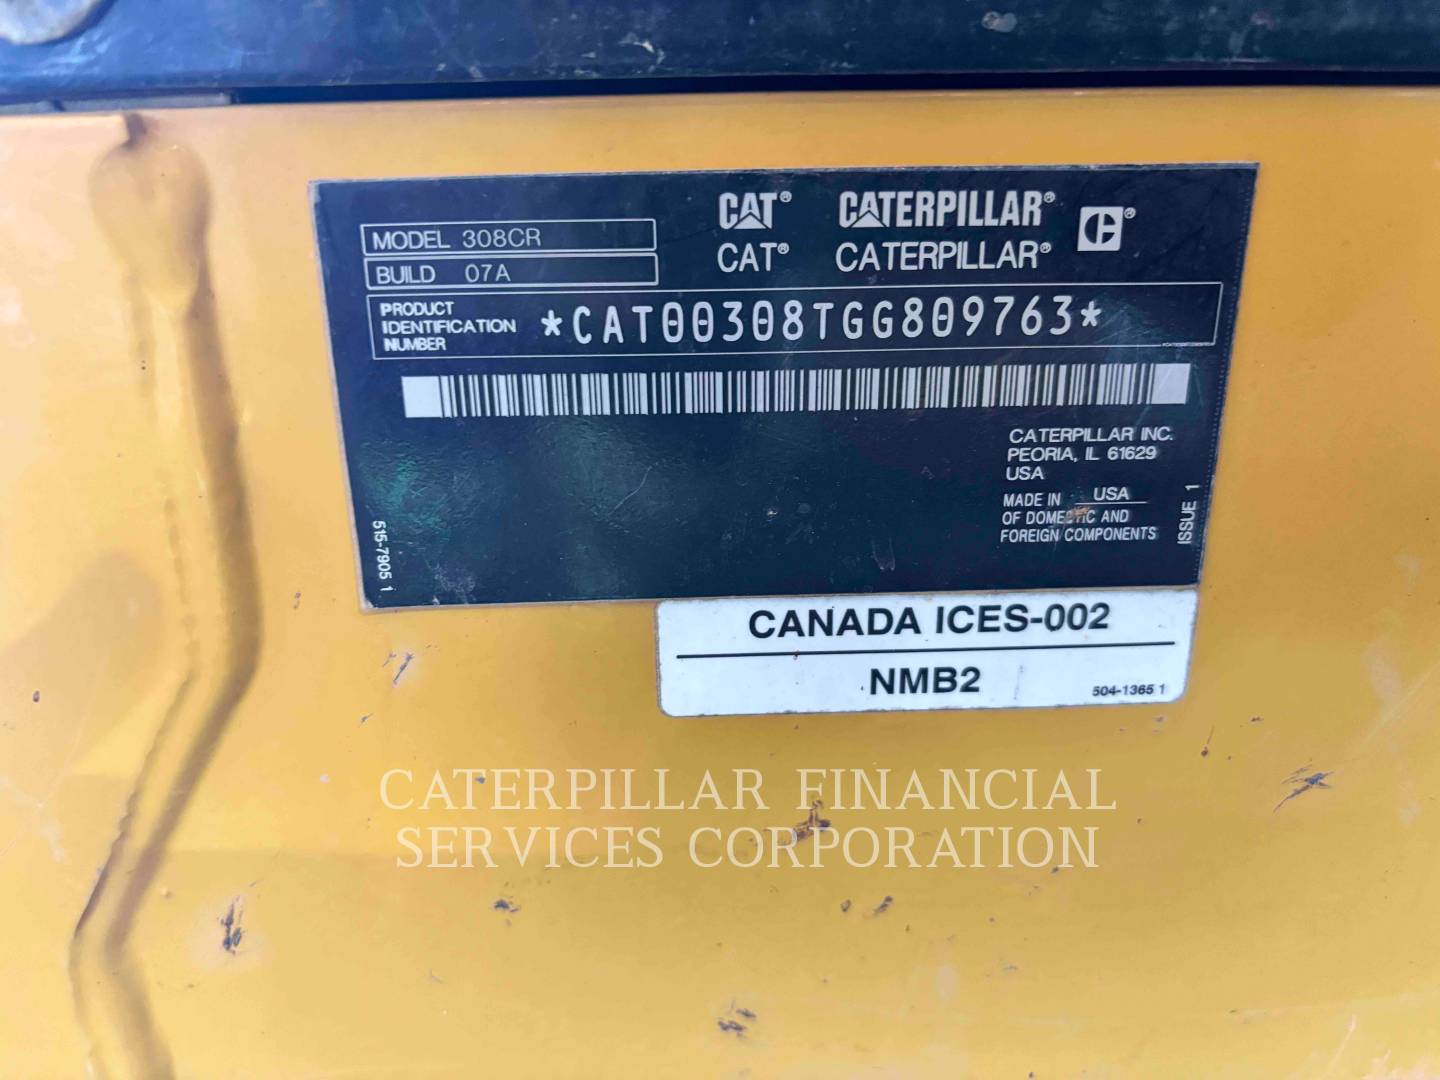 CAT® CATERPILLAR® C®
CAT® CATERPILLAR®
MODEL 308CR
BUILD 07A
PRODUCT
IDENTIFICATION
NUMBER
*CAT00308TGG809763*
CATERPILLAR INC.
PEORIA, IL 61629
USA
MADE IN USA
OF DOMESTIC AND
FOREIGN COMPONENTS
ISSUE 1
515-7905 1
CANADA ICES-002
NMB2
504-1365 1
CATERPILLAR FINANCIAL
SERVICES CORPORATION